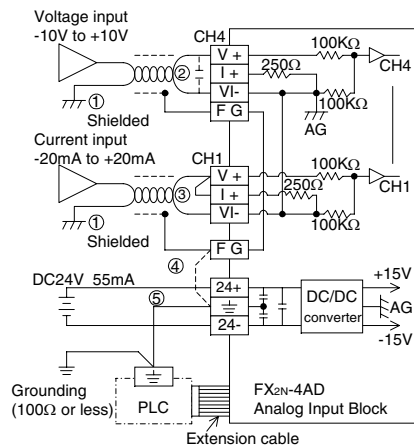 Voltage input
-10V to +10V
CH4
V +
I +
VI-
F G
②
①
Shielded
250Ω
100KΩ
100KΩ
CH4
AG
Current input
-20mA to +20mA
CH1
V +
I +
VI-
F G
③
①
Shielded
100KΩ
250Ω
100KΩ
CH1
④
DC24V 55mA
⑤
24+
24-
DC/DC
converter
+15V
AG
-15V
Grounding
(100Ω or less)
PLC
FX2N-4AD
Analog Input Block
Extension cable